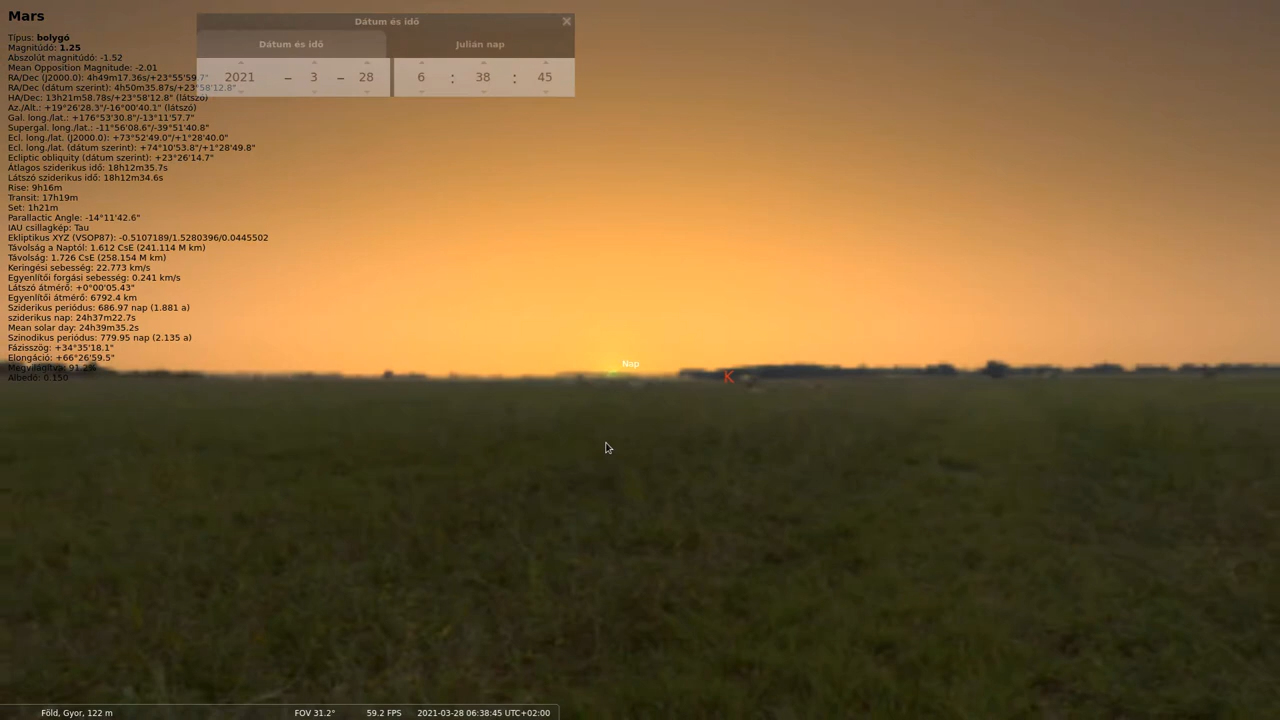 Mars
Típus: bolygó
Magnitúdó: 1.25
Abszolút magnitúdó: -1.52
Mean Opposition Magnitude: -2.01
RA/Dec (J2000.0): 4h49m17.36s/+23°55'59.7"
RA/Dec (dátum szerint): 4h50m35.87s/+23°58'12.8"
HA/Dec: 13h21m58.78s/+23°58'12.8" (látszó)
Az./Alt.: +19°26'28.3"/-16°00'40.1" (látszó)
Gal. long./lat.: +176°53'30.8"/-13°11'57.7"
Supergal. long./lat.: -11°56'08.6"/-39°51'40.8"
Ecl. long./lat. (J2000.0): +73°52'49.0"/+1°28'40.0"
Ecl. long./lat. (dátum szerint): +74°10'53.8"/+1°28'49.8"
Ecliptic obliquity (dátum szerint): +23°26'14.7"
Átlagos sziderikus idő: 18h12m35.7s
Látszó sziderikus idő: 18h12m34.6s
Rise: 9h16m
Transit: 17h19m
Set: 1h21m
Parallactic Angle: -14°11'42.6"
IAU csillagkép: Tau
Ekliptikus XYZ (VSOP87): -0.5107189/1.5280396/0.0445502
Távolság a Naptól: 1.612 CsE (241.114 M km)
Távolság: 1.726 CsE (258.154 M km)
Keringési sebesség: 22.773 km/s
Egyenlítői forgási sebesség: 0.241 km/s
Látszó átmérő: +0°00'05.43"
Egyenlítői átmérő: 6792.4 km
Sziderikus periódus: 686.97 nap (1.881 a)
sziderikus nap: 24h37m22.7s
Mean solar day: 24h39m35.2s
Szinodikus periódus: 779.95 nap (2.135 a)
Fázisszög: +34°35'18.1"
Elongáció: +66°26'59.5"
Megvilágítva: 91.2%
Albedó: 0.150
Dátum és idő
Dátum és idő Julián nap
2021 – 3 – 28 6 : 38 : 45
Nap
K
Föld, Gyor, 122 m FOV 31.2° 59.2 FPS 2021-03-28 06:38:45 UTC+02:00